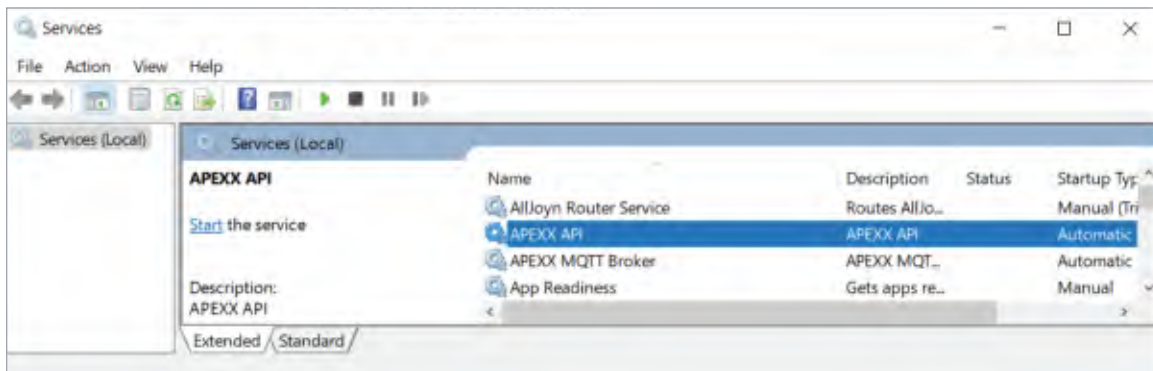 Services
File Action View Help
Services (Local)
Services (Local)
APEXX API
Start the service
Description:
APEXX API
Name Description Status Startup Typ
AllJoyn Router Service Routes AllJo... Manual (Tri
APEXX API APEXX API Automatic
APEXX MQTT Broker APEXX MQT... Automatic
App Readiness Gets apps re... Manual
Extended Standard